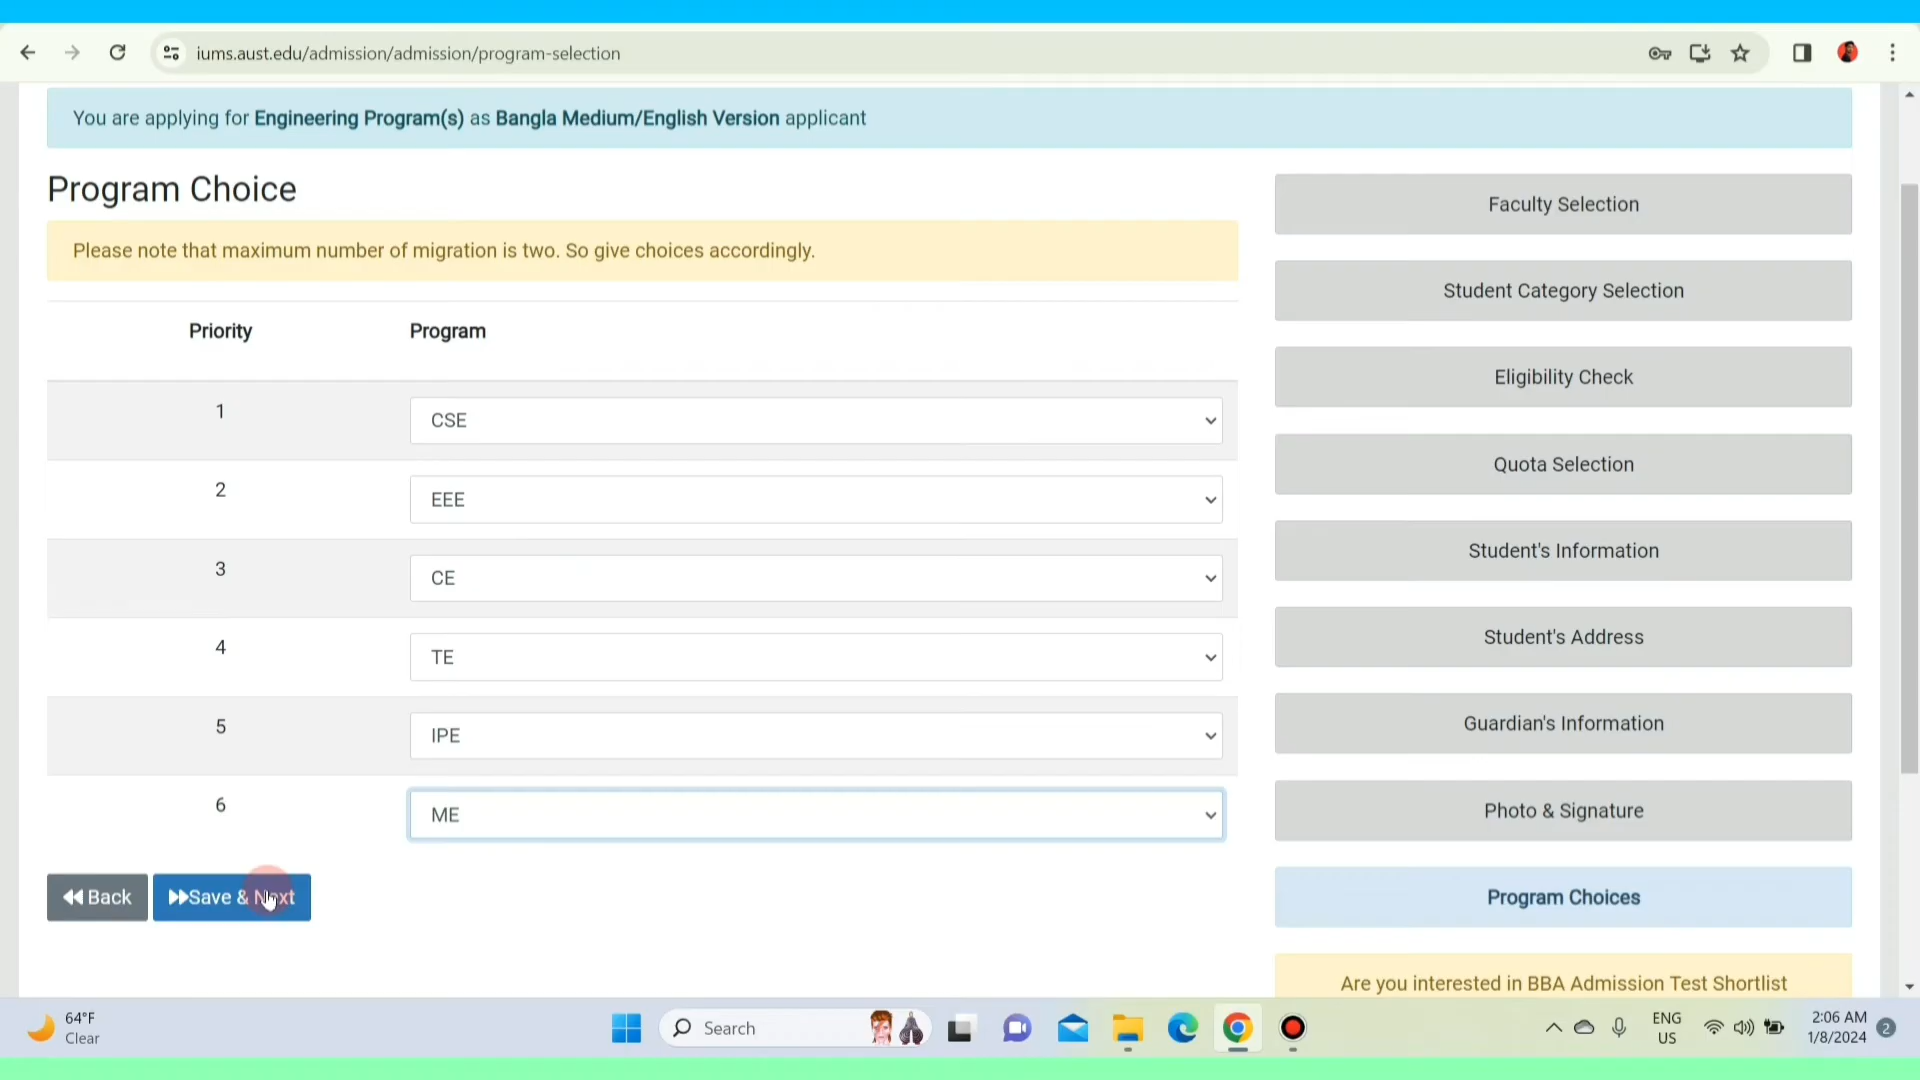 iums.aust.edu/admission/admission/program-selection
You are applying for Engineering Program(s) as Bangla Medium/English Version applicant
Program Choice
Please note that maximum number of migration is two. So give choices accordingly.
Priority Program
1 CSE
2 EEE
3 CE
4 TE
5 IPE
6 ME
Back Save & Next
Faculty Selection
Student Category Selection
Eligibility Check
Quota Selection
Student's Information
Student's Address
Guardian's Information
Photo & Signature
Program Choices
Are you interested in BBA Admission Test Shortlist
64°F
Clear
Search
ENG
US
2:06 AM
1/8/2024
2